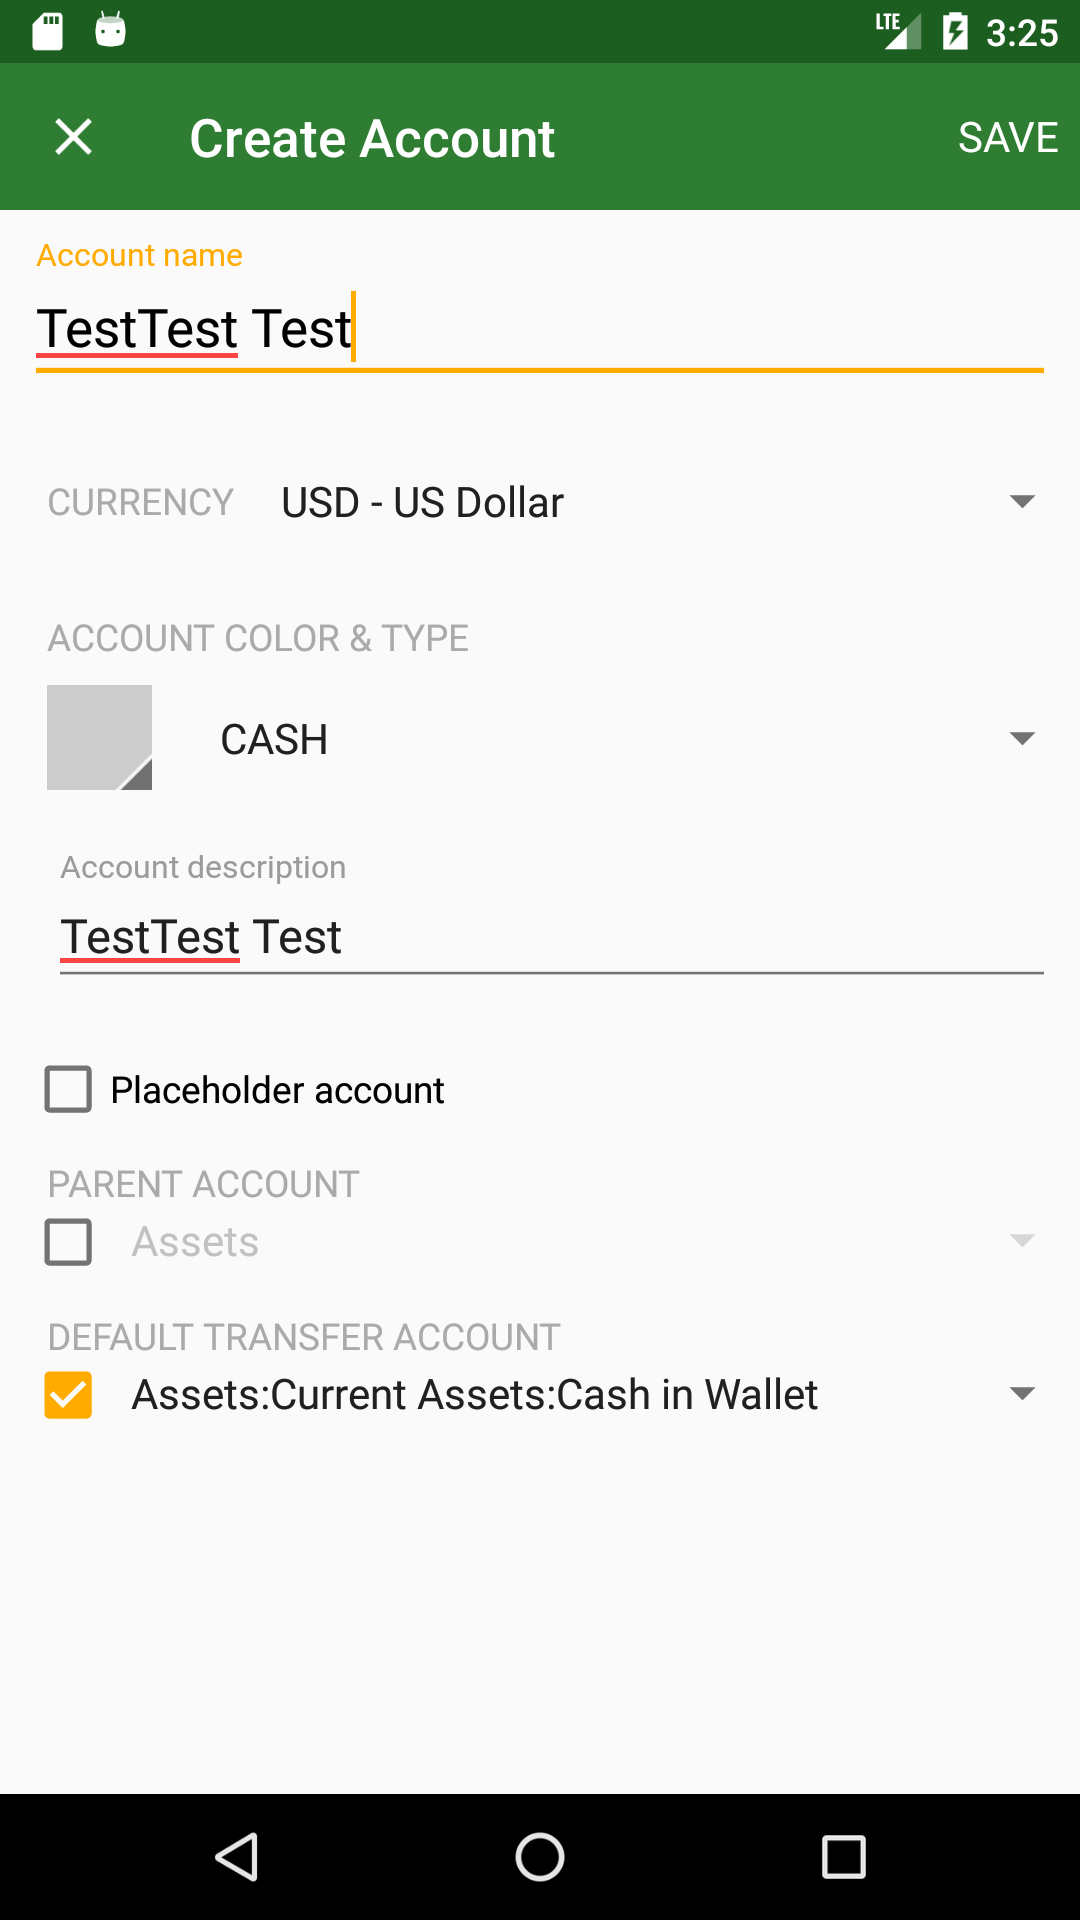 LTE 3:25
Create Account SAVE
Account name
TestTest Test
CURRENCY USD - US Dollar
ACCOUNT COLOR & TYPE
CASH
Account description
TestTest Test
Placeholder account
PARENT ACCOUNT
Assets
DEFAULT TRANSFER ACCOUNT
Assets:Current Assets:Cash in Wallet